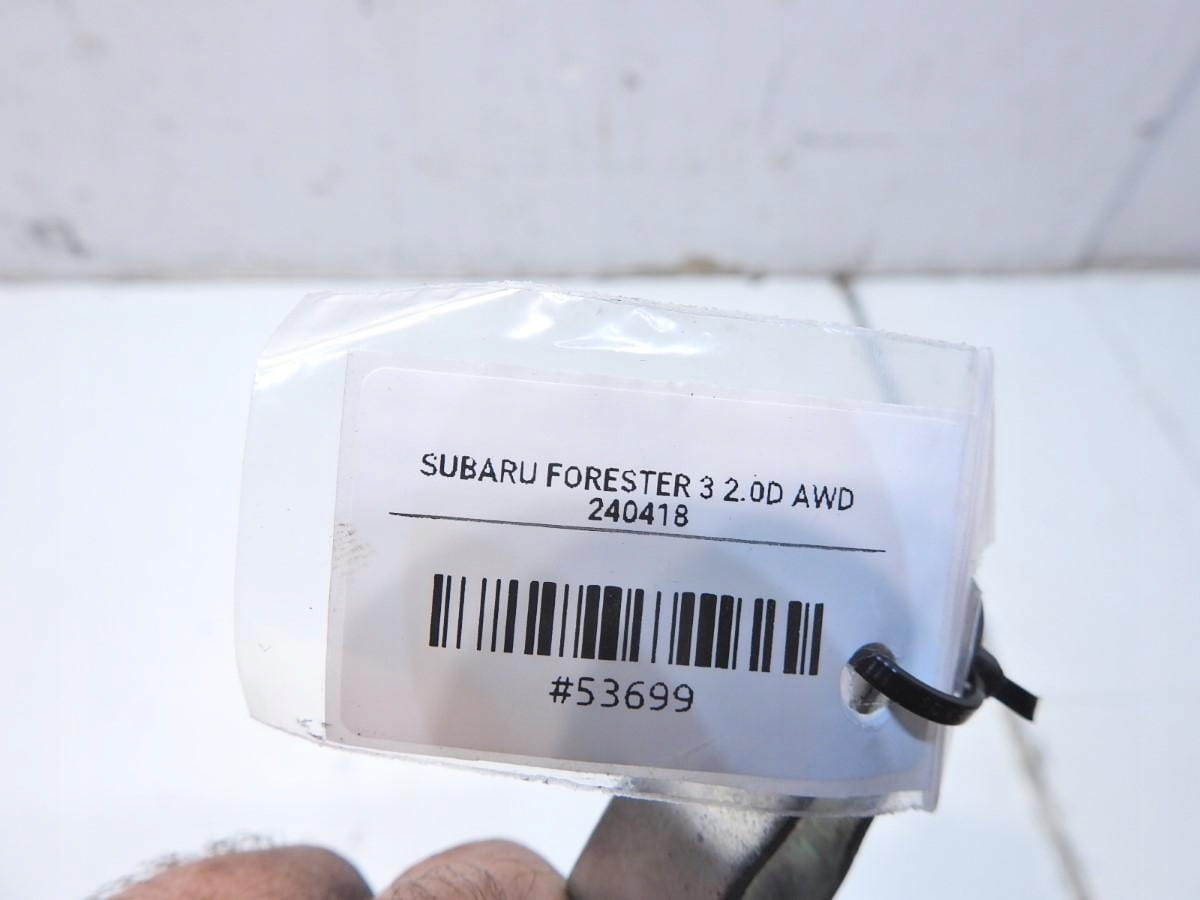 SUBARU FORESTER 3 2.0D AWD
240418
#53699